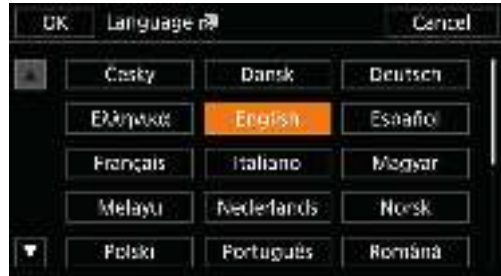 OK Language Cancel
Česky Dansk Deutsch
Ελληνικά English Español
Français Italiano Magyar
Melayu Nederlands Norsk
Polski Português Română